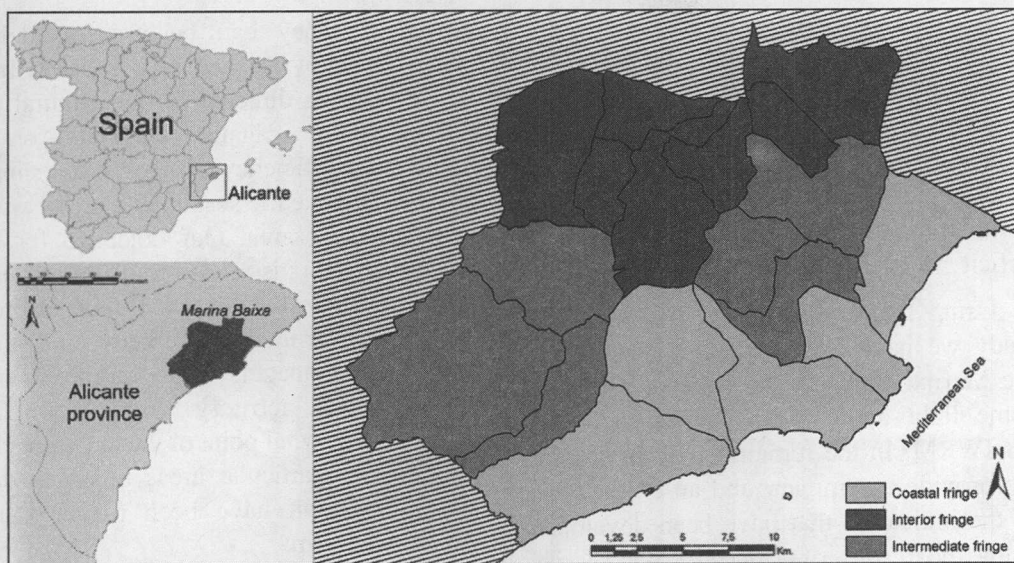 Spain
Alicante
N
Marina Baixa
Alicante
province
Mediterranean Sea
N
Coastal fringe
Interior fringe
Intermediate fringe
0 1,25 2,5 5 7,5 10
Km.